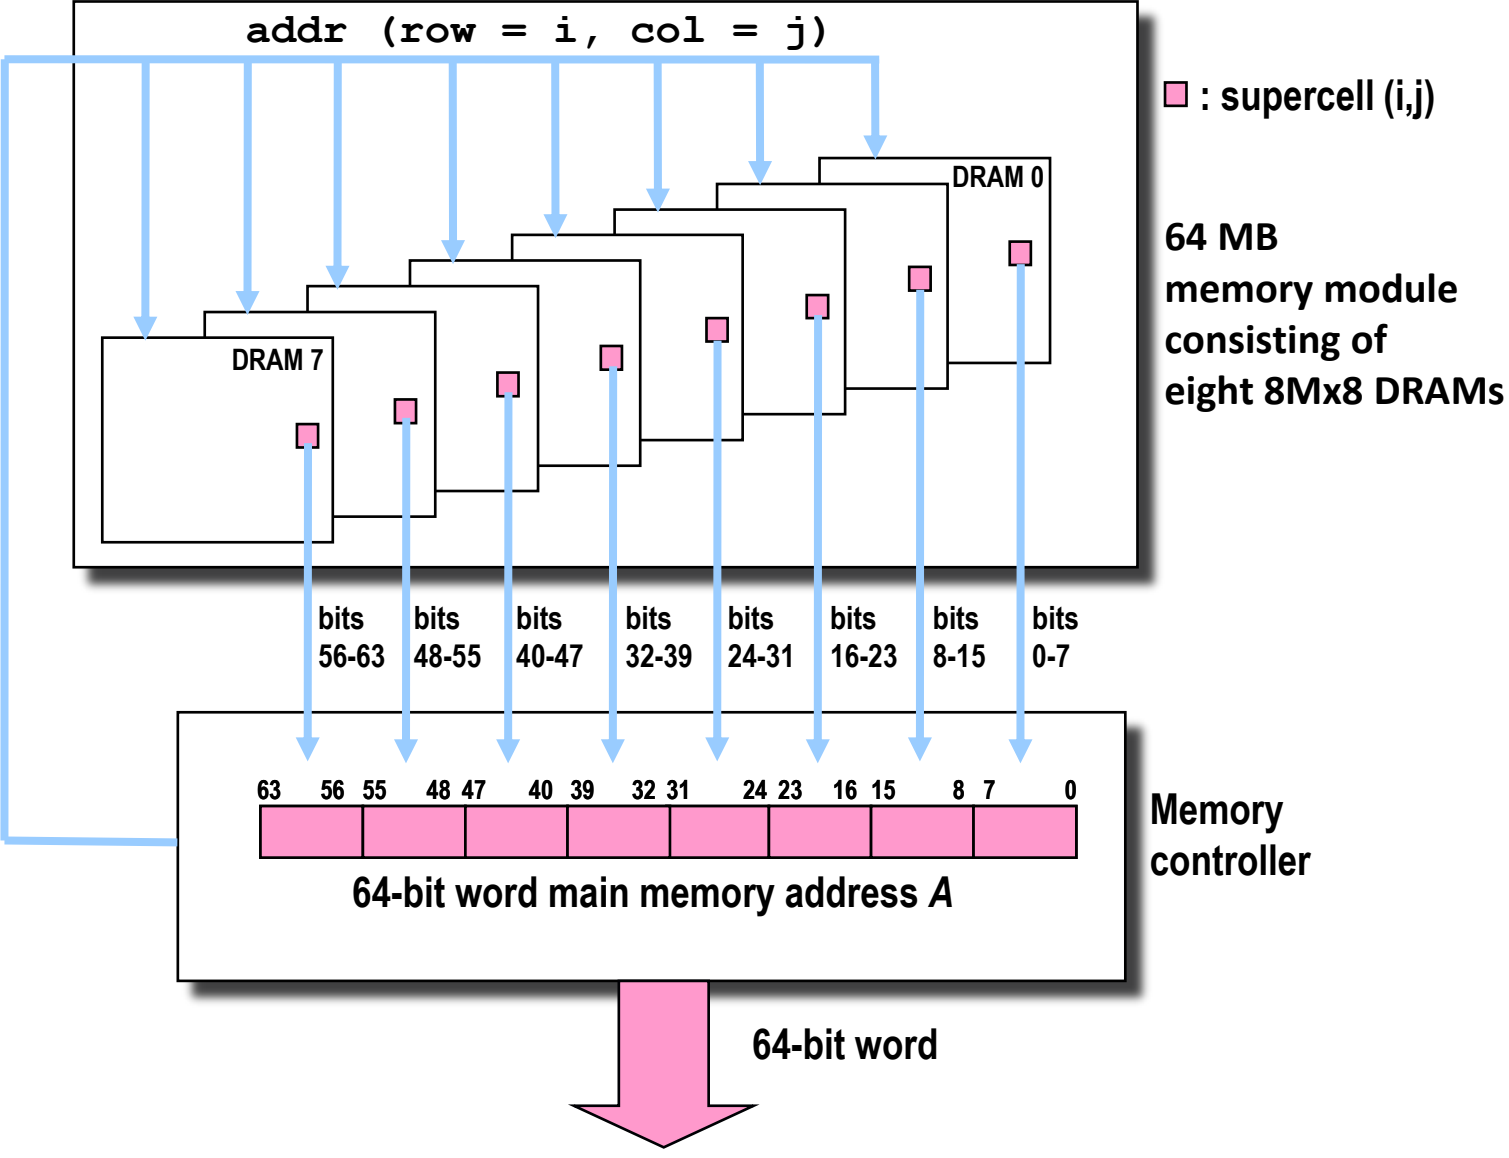 addr (row = i, col = j)
: supercell (i,j)
DRAM 0
64 MB
memory module
consisting of
eight 8Mx8 DRAMs
DRAM 7
bits
56-63
bits
48-55
bits
40-47
bits
32-39
bits
24-31
bits
16-23
bits
8-15
bits
0-7
63 56 55 48 47 40 39 32 31 24 23 16 15 8 7 0
64-bit word main memory address A
Memory
controller
64-bit word